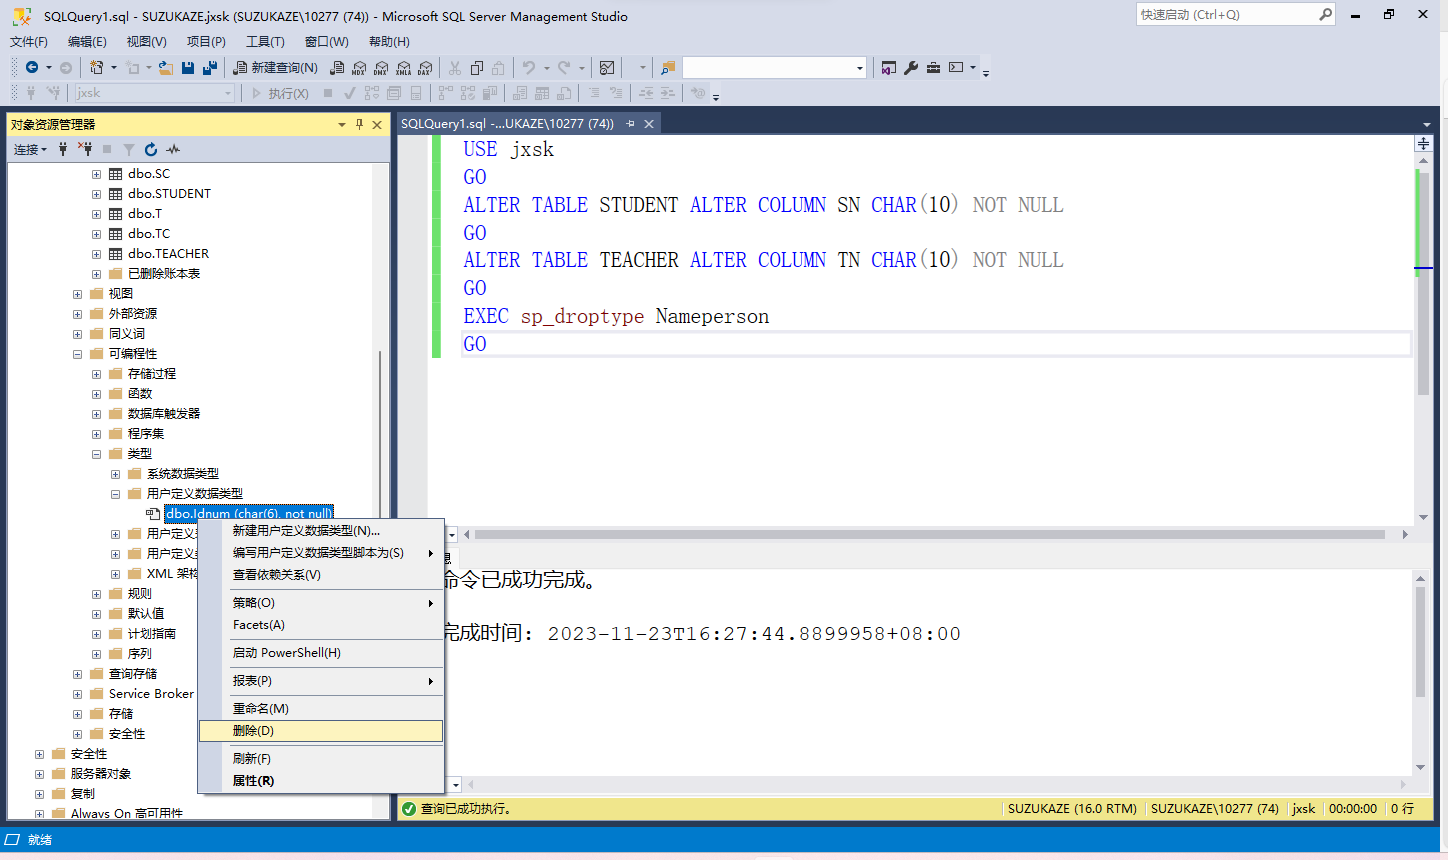 SQLQuery1.sql - SUZUKAZE.jxsk (SUZUKAZE\10277 (74)) - Microsoft SQL Server Management Studio
快速启动 (Ctrl+Q)
文件(F) 编辑(E) 视图(V) 项目(P) 工具(T) 窗口(W) 帮助(H)
新建查询(N) MDX DMX XMLA DAX
jxsk 执行(X)
对象资源管理器
连接
dbo.SC
dbo.STUDENT
dbo.T
dbo.TC
dbo.TEACHER
已删除账本表
视图
外部资源
同义词
可编程性
存储过程
函数
数据库触发器
程序集
类型
系统数据类型
用户定义数据类型
dbo.Idnum (char(6), not null)
用户定义
用户定义
XML 架构
规则
默认值
计划指南
序列
查询存储
Service Broker
存储
安全性
安全性
服务器对象
复制
Always On 高可用性
新建用户定义数据类型(N)...
编写用户定义数据类型脚本为(S)
查看依赖关系(V)
策略(O)
Facets(A)
启动 PowerShell(H)
报表(P)
重命名(M)
删除(D)
刷新(F)
属性(R)
SQLQuery1.sql -...UKAZE\10277 (74))
USE jxsk
GO
ALTER TABLE STUDENT ALTER COLUMN SN CHAR(10) NOT NULL
GO
ALTER TABLE TEACHER ALTER COLUMN TN CHAR(10) NOT NULL
GO
EXEC sp_droptype Nameperson
GO
息
命令已成功完成。
完成时间: 2023-11-23T16:27:44.8899958+08:00
查询已成功执行。 SUZUKAZE (16.0 RTM) SUZUKAZE\10277 (74) jxsk 00:00:00 0 行
就绪